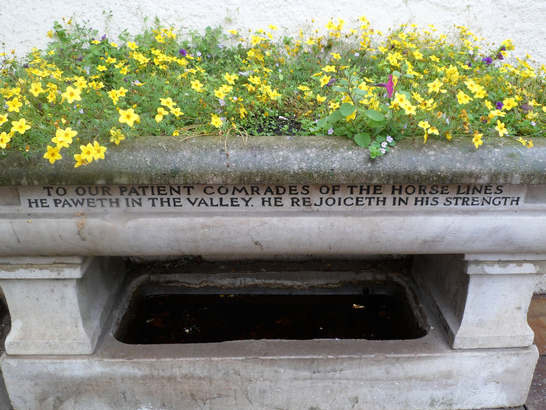 TO OUR PATIENT COMRADES OF THE HORSE LINES
HE PAWETH IN THE VALLEY. HE REJOICETH IN HIS STRENGTH